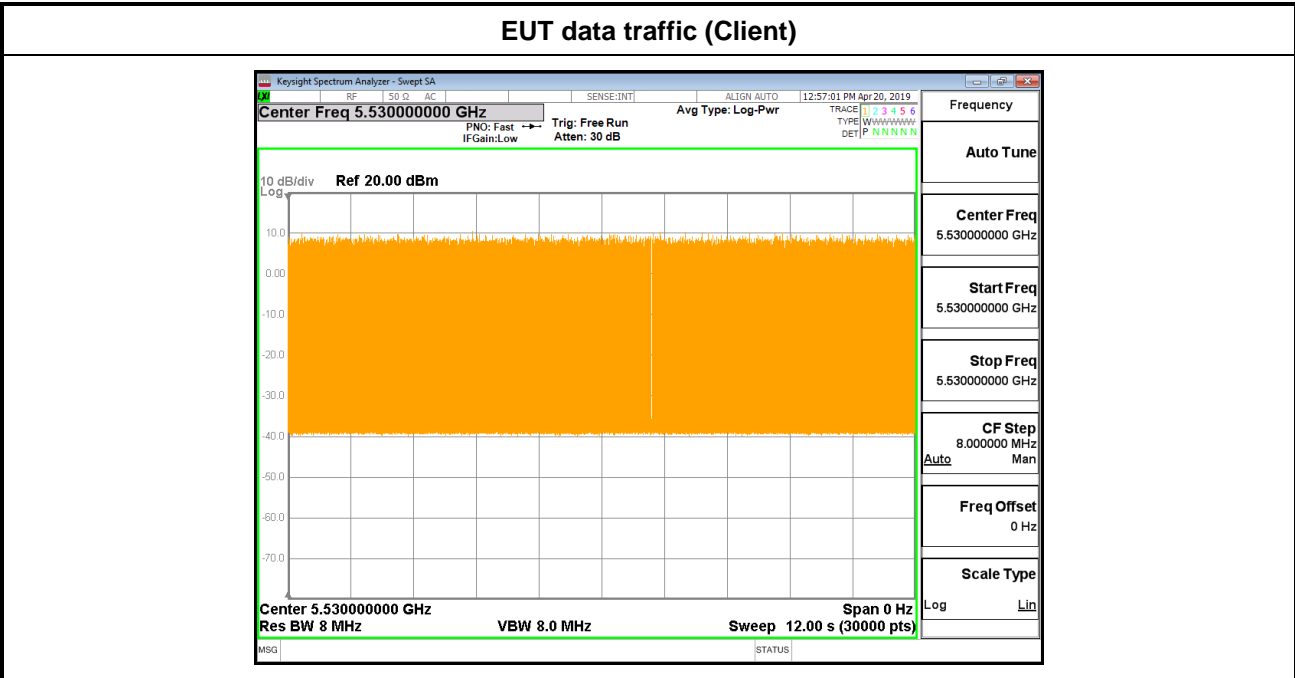 EUT data traffic (Client)
Keysight Spectrum Analyzer - Swept SA
LXI RF 50 Ω AC SENSE:INT ALIGN AUTO 12:57:01 PM Apr 20, 2019
Center Freq 5.530000000 GHz
PNO: Fast
IFGain:Low
Trig: Free Run
Atten: 30 dB
Avg Type: Log-Pwr
TRACE 1 2 3 4 5 6
TYPE WWWWWW
DET P N N N N N
10 dB/div Ref 20.00 dBm
Log
10.0
0.00
-10.0
-20.0
-30.0
-40.0
-50.0
-60.0
-70.0
Center 5.530000000 GHz Span 0 Hz
Res BW 8 MHz VBW 8.0 MHz Sweep 12.00 s (30000 pts)
MSG STATUS
Frequency
Auto Tune
Center Freq
5.530000000 GHz
Start Freq
5.530000000 GHz
Stop Freq
5.530000000 GHz
CF Step
8.000000 MHz
Auto Man
Freq Offset
0 Hz
Scale Type
Log Lin